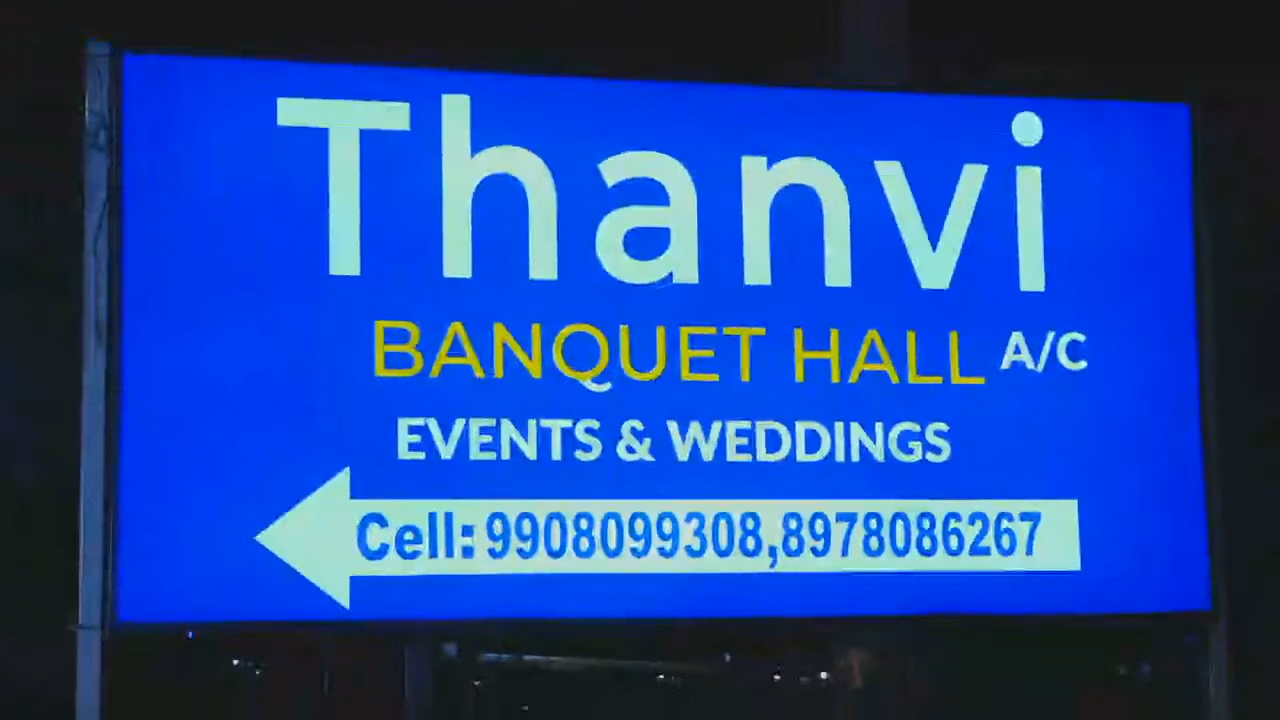 Thanvi
BANQUET HALL A/C
EVENTS & WEDDINGS
Cell: 9908099308,8978086267